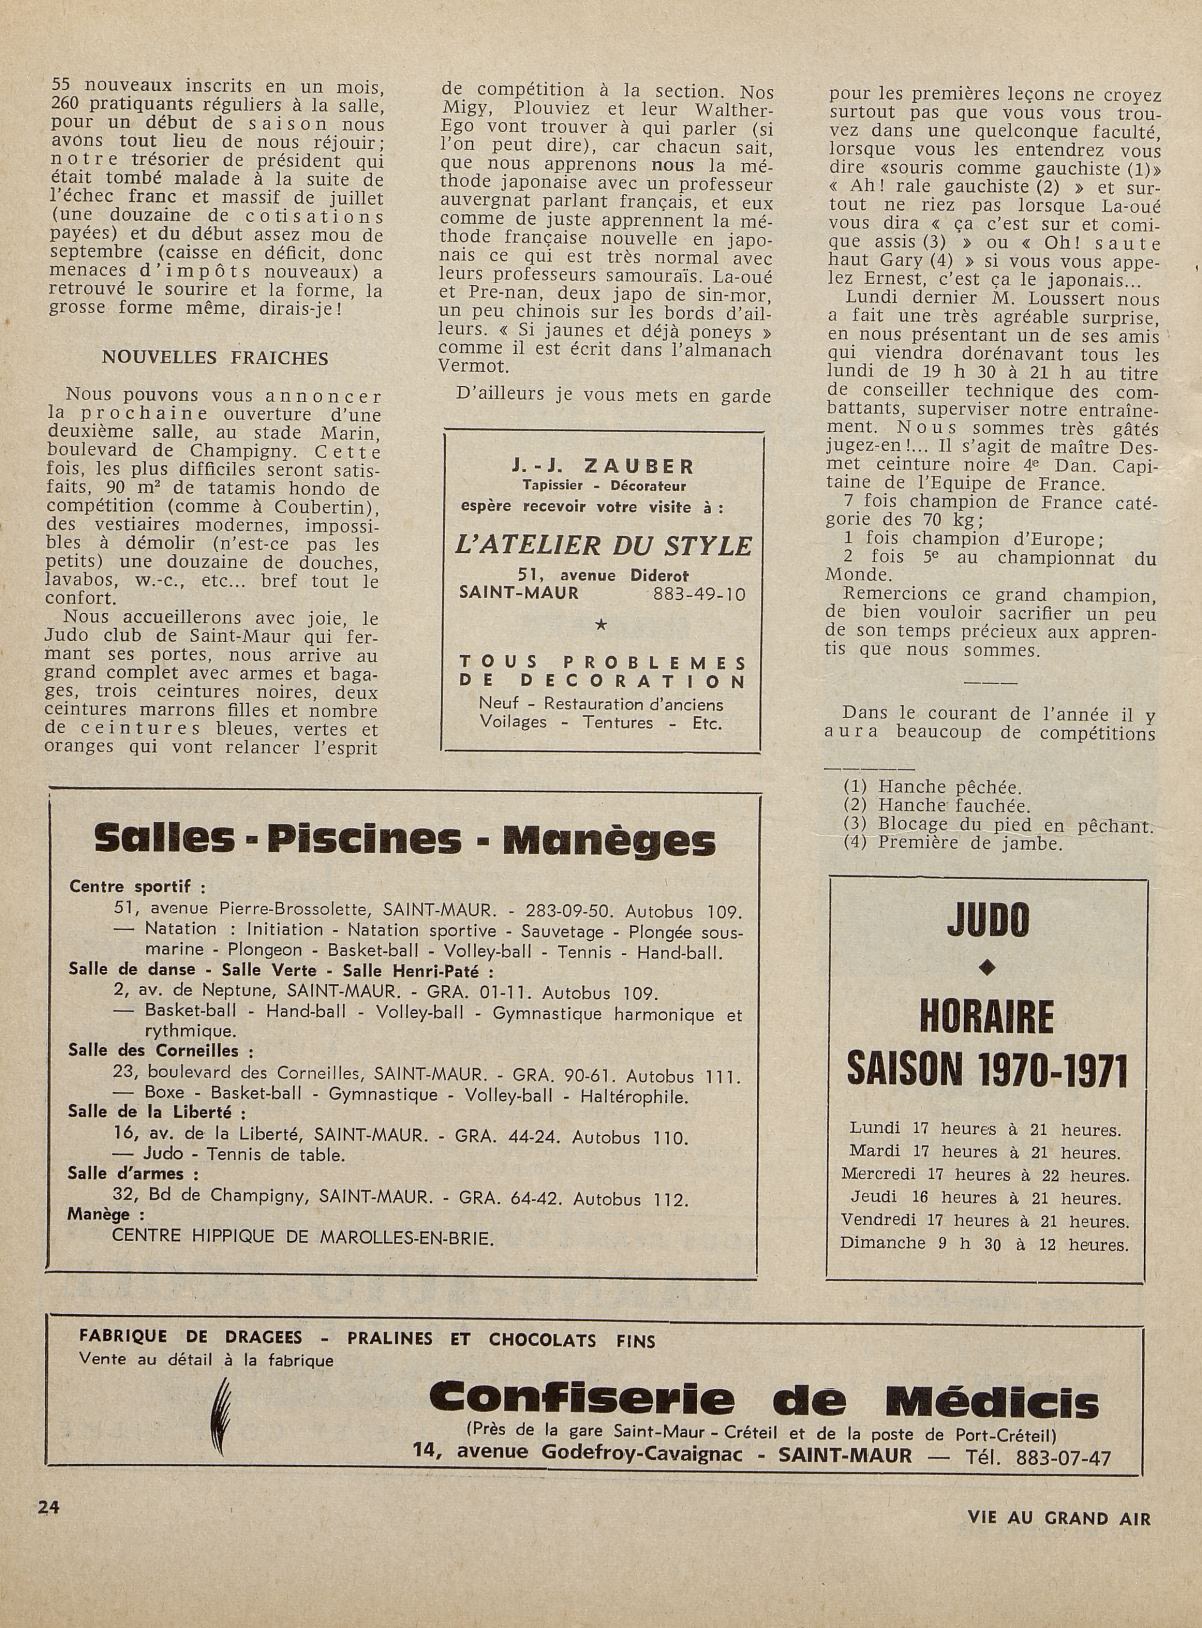 55 nouveaux inscrits en un mois,
260 pratiquants réguliers à la salle,
pour un début de saison nous
avons tout lieu de nous réjouir;
notre trésorier de président qui
était tombé malade à la suite de
l'échec franc et massif de juillet
(une douzaine de cotisations
payées) et du début assez mou de
septembre (caisse en déficit, donc
menaces d'impôts nouveaux) a
retrouvé le sourire et la forme, la
grosse forme même, dirais-je!
NOUVELLES FRAICHES
Nous pouvons vous annoncer
la prochaine ouverture d'une
deuxième salle, au stade Marin,
boulevard de Champigny. Cette
fois, les plus difficiles seront satis-
faits, 90 m² de tatamis hondo de
compétition (comme à Coubertin),
des vestiaires modernes, impossi-
bles à démolir (n'est-ce pas les
petits) une douzaine de douches,
lavabos, w.-c., etc... bref tout le
confort.
Nous accueillerons avec joie, le
Judo club de Saint-Maur qui fer-
mant ses portes, nous arrive au
grand complet avec armes et baga-
ges, trois ceintures noires, deux
ceintures marrons filles et nombre
de ceintures bleues, vertes et
oranges qui vont relancer l'esprit
de compétition à la section. Nos
Migy, Plouviez et leur Walther-
Ego vont trouver à qui parler (si
l'on peut dire), car chacun sait,
que nous apprenons nous la mé-
thode japonaise avec un professeur
auvergnat parlant français, et eux
comme de juste apprennent la mé-
thode française nouvelle en japo-
nais ce qui est très normal avec
leurs professeurs samouraïs. La-oué
et Pre-nan, deux japo de sin-mor,
un peu chinois sur les bords d'ail-
leurs. « Si jaunes et déjà poneys »
comme il est écrit dans l'almanach
Vermot.
D'ailleurs je vous mets en garde
J.-J. ZAUBER
Tapissier - Décorateur
espère recevoir votre visite à :
L'ATELIER DU STYLE
51, avenue Diderot
SAINT-MAUR 883-49-10
★
TOUS PROBLEMES
DE DECORATION
Neuf - Restauration d'anciens
Voilages - Tentures - Etc.
pour les premières leçons ne croyez
surtout pas que vous vous trou-
vez dans une quelconque faculté,
lorsque vous les entendrez vous
dire «souris comme gauchiste (1)»
« Ah! rale gauchiste (2) » et sur-
tout ne riez pas lorsque La-oué
vous dira « ça c'est sur et comi-
que assis (3) » ou « Oh! saute
haut Gary (4) » si vous vous appe-
lez Ernest, c'est ça le japonais...
Lundi dernier M. Loussert nous
a fait une très agréable surprise,
en nous présentant un de ses amis
qui viendra dorénavant tous les
lundi de 19 h 30 à 21 h au titre
de conseiller technique des com-
battants, superviser notre entraîne-
ment. Nous sommes très gâtés
jugez-en!... Il s'agit de maître Des-
met ceinture noire 4e Dan. Capi-
taine de l'Equipe de France.
7 fois champion de France caté-
gorie des 70 kg;
1 fois champion d'Europe;
2 fois 5e au championnat du
Monde.
Remercions ce grand champion,
de bien vouloir sacrifier un peu
de son temps précieux aux appren-
tis que nous sommes.
Dans le courant de l'année il y
aura beaucoup de compétitions
(1) Hanche pêchée.
(2) Hanche fauchée.
(3) Blocage du pied en pêchant.
(4) Première de jambe.
Salles - Piscines - Manèges
Centre sportif :
51, avenue Pierre-Brossolette, SAINT-MAUR. - 283-09-50. Autobus 109.
— Natation : Initiation - Natation sportive - Sauvetage - Plongée sous-
marine - Plongeon - Basket-ball - Volley-ball - Tennis - Hand-ball.
Salle de danse - Salle Verte - Salle Henri-Paté :
2, av. de Neptune, SAINT-MAUR. - GRA. 01-11. Autobus 109.
— Basket-ball - Hand-ball - Volley-ball - Gymnastique harmonique et
rythmique.
Salle des Corneilles :
23, boulevard des Corneilles, SAINT-MAUR. - GRA. 90-61. Autobus 111.
— Boxe - Basket-ball - Gymnastique - Volley-ball - Haltérophile.
Salle de la Liberté :
16, av. de la Liberté, SAINT-MAUR. - GRA. 44-24. Autobus 110.
— Judo - Tennis de table.
Salle d'armes :
32, Bd de Champigny, SAINT-MAUR. - GRA. 64-42. Autobus 112.
Manège :
CENTRE HIPPIQUE DE MAROLLES-EN-BRIE.
JUDO
◆
HORAIRE
SAISON 1970-1971
Lundi 17 heures à 21 heures.
Mardi 17 heures à 21 heures.
Mercredi 17 heures à 22 heures.
Jeudi 16 heures à 21 heures.
Vendredi 17 heures à 21 heures.
Dimanche 9 h 30 à 12 heures.
FABRIQUE DE DRAGEES - PRALINES ET CHOCOLATS FINS
Vente au détail à la fabrique
Confiserie de Médicis
(Près de la gare Saint-Maur - Créteil et de la poste de Port-Créteil)
14, avenue Godefroy-Cavaignac - SAINT-MAUR — Tél. 883-07-47
24
VIE AU GRAND AIR